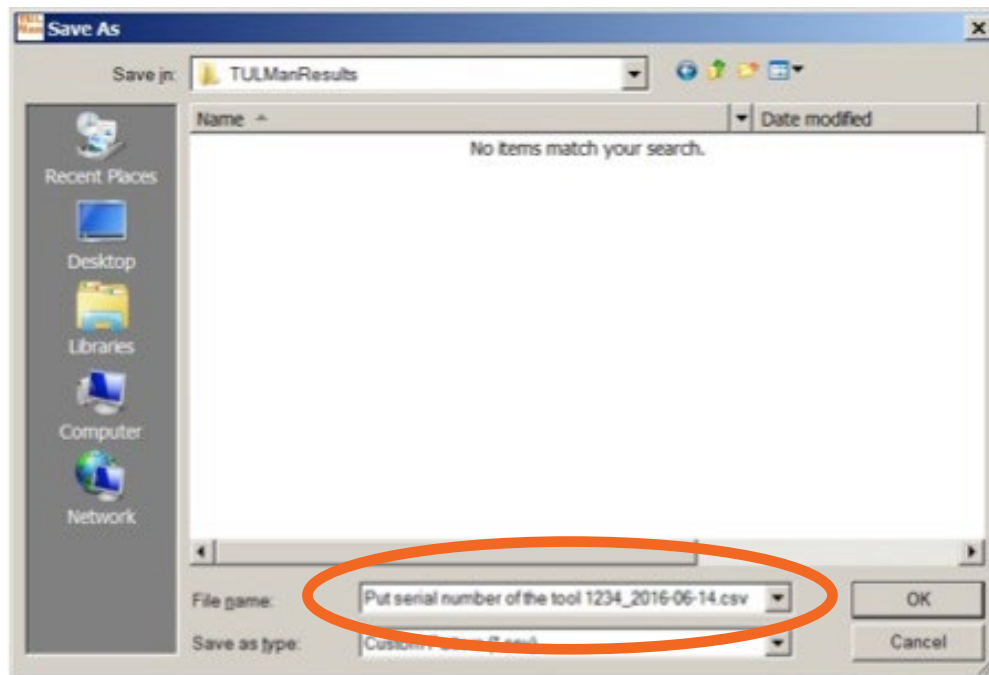 Save As
Save in:
TULManResults
Name
Date modified
No items match your search.
Recent Places
Desktop
Libraries
Computer
Network
File name:
Put serial number of the tool 1234_2016-06-14.csv
OK
Save as type:
(*.csv)
Cancel